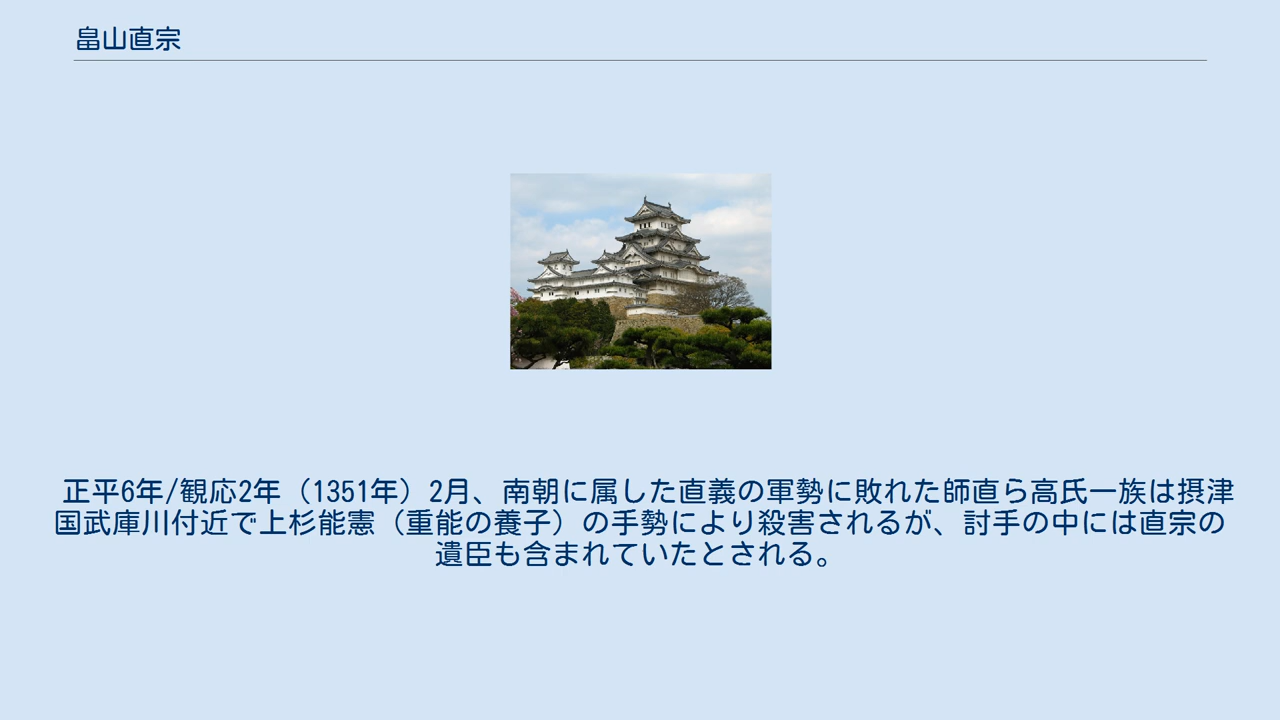 畠山直宗
正平6年/観応2年（1351年）2月、南朝に属した直義の軍勢に敗れた師直ら高氏一族は摂津
国武庫川付近で上杉能憲（重能の養子）の手勢により殺害されるが、討手の中には直宗の
遺臣も含まれていたとされる。